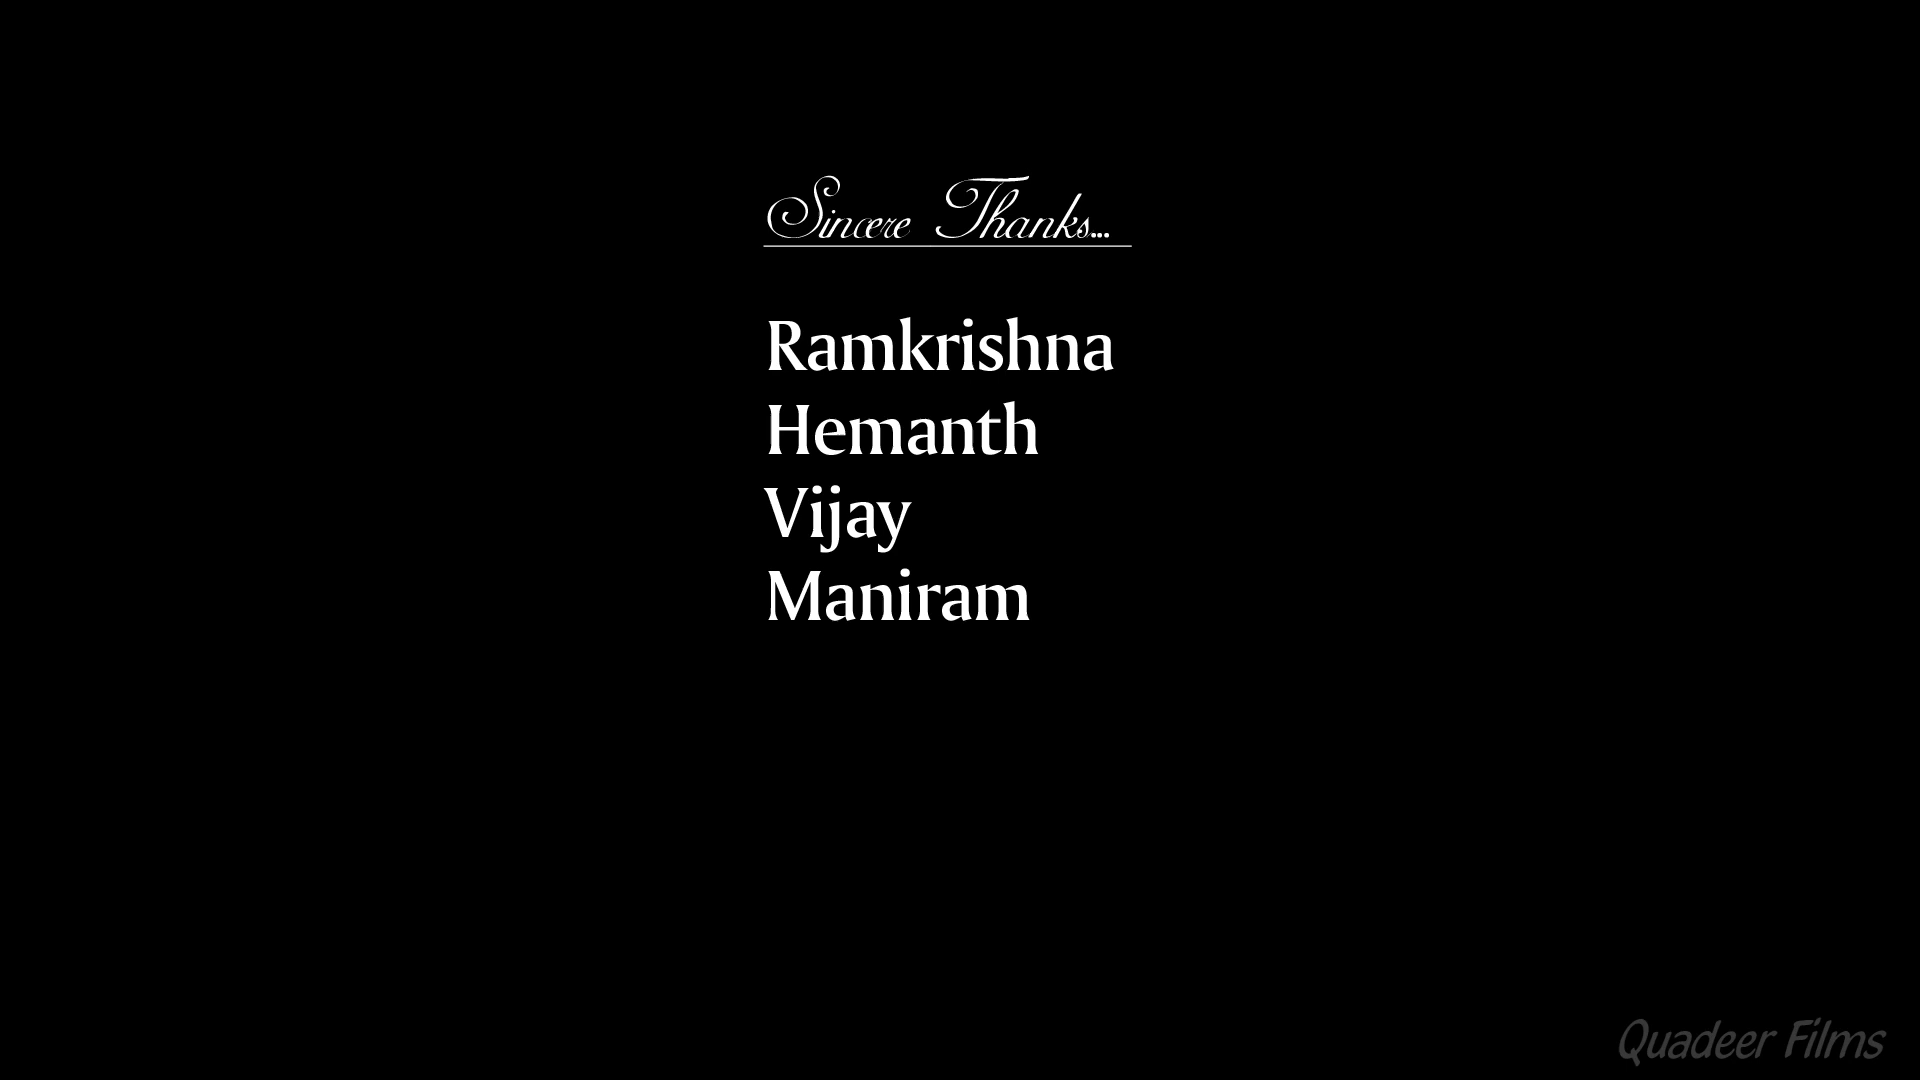 Sincere Thanks...
Ramkrishna
Hemanth
Vijay
Maniram
Quadeer Films